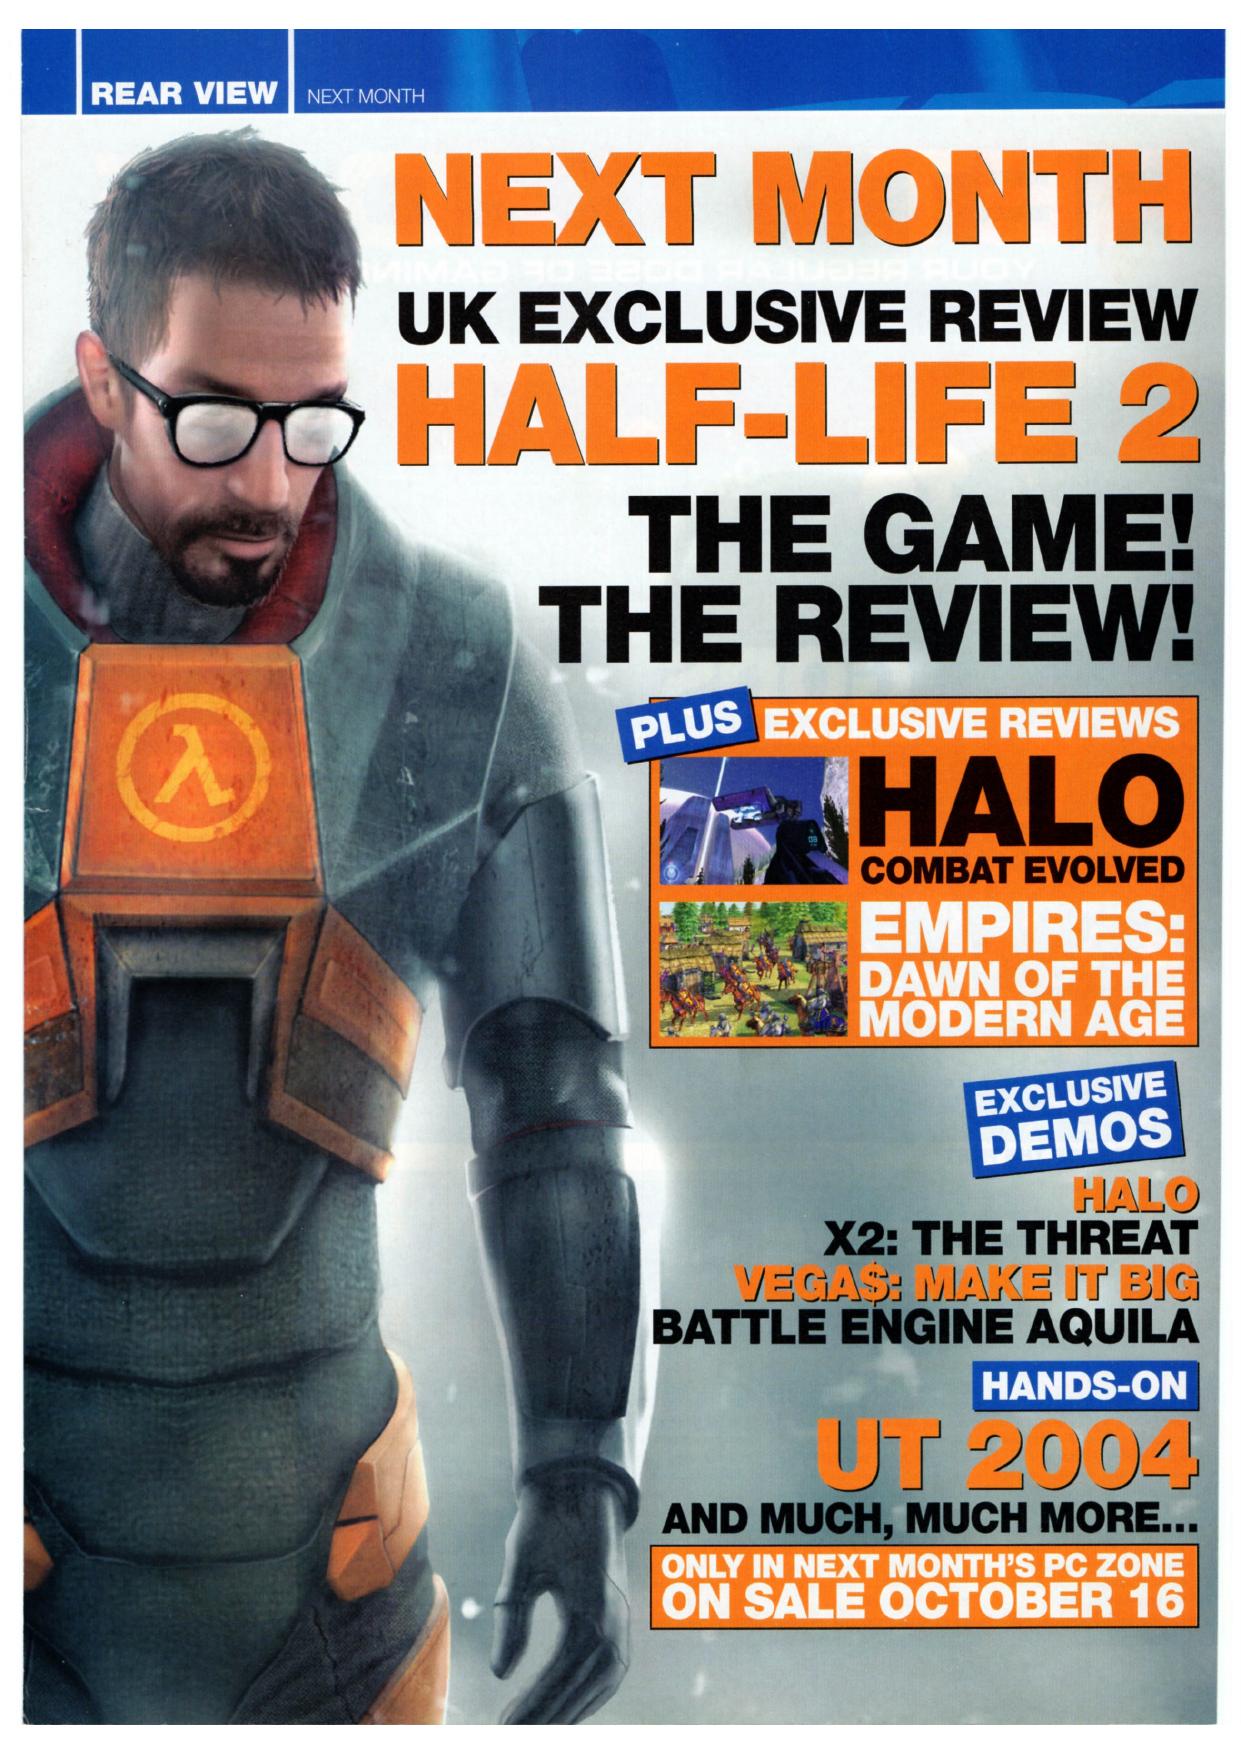 REAR VIEW
NEXT MONTH
NEXT MONTH
UK EXCLUSIVE REVIEW
HALF-LIFE 2
THE GAME!
THE REVIEW!
PLUS EXCLUSIVE REVIEWS
HALO
COMBAT EVOLVED
EMPIRES:
DAWN OF THE
MODERN AGE
EXCLUSIVE
DEMOS
HALO
X2: THE THREAT
VEGA$: MAKE IT BIG
BATTLE ENGINE AQUILA
HANDS-ON
UT 2004
AND MUCH, MUCH MORE...
ONLY IN NEXT MONTH'S PC ZONE
ON SALE OCTOBER 16